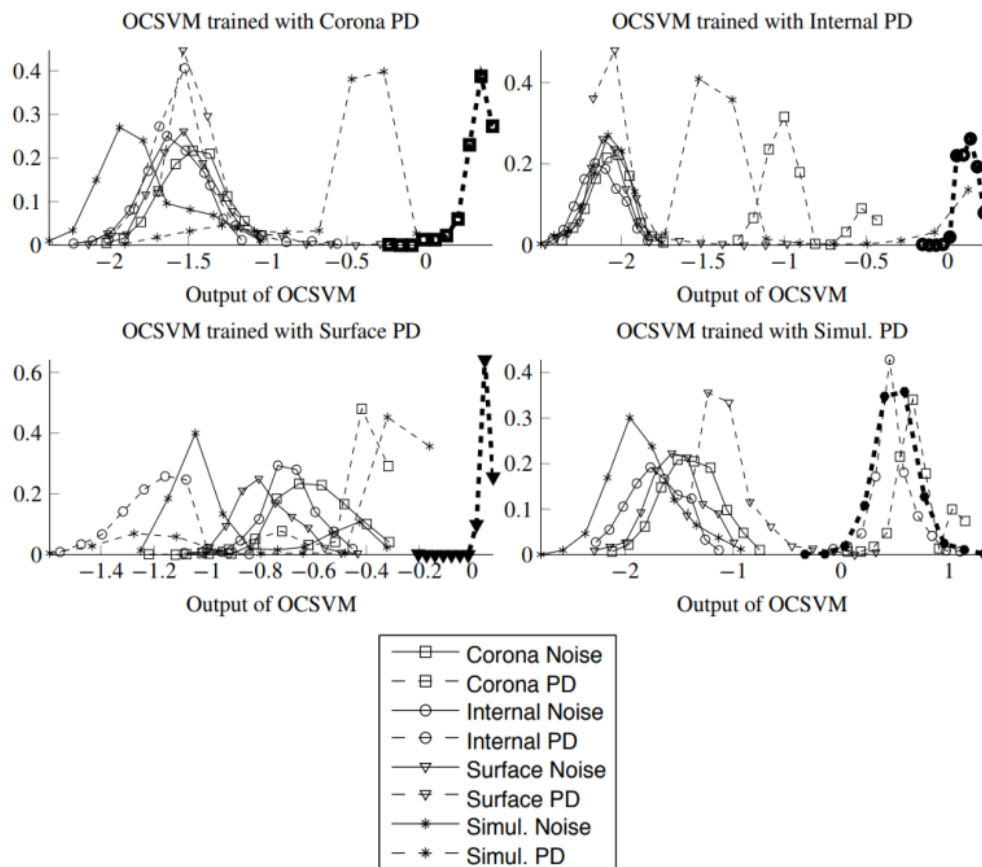 OCSVM trained with Corona PD
OCSVM trained with Internal PD
0.4
0.3
0.2
0.1
0
−2
−1.5
−1
−0.5
0
Output of OCSVM
0.4
0.2
0
−2
−1.5
−1
−0.5
0
Output of OCSVM
OCSVM trained with Surface PD
OCSVM trained with Simul. PD
0.6
0.4
0.2
0
−1.4
−1.2
−1
−0.8
−0.6
−0.4
−0.2
0
Output of OCSVM
0.4
0.3
0.2
0.1
0
−2
−1
0
1
Output of OCSVM
Corona Noise
Corona PD
Internal Noise
Internal PD
Surface Noise
Surface PD
Simul. Noise
Simul. PD